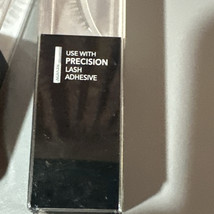 USE WITH
PRECISION
LASH
ADHESIVE